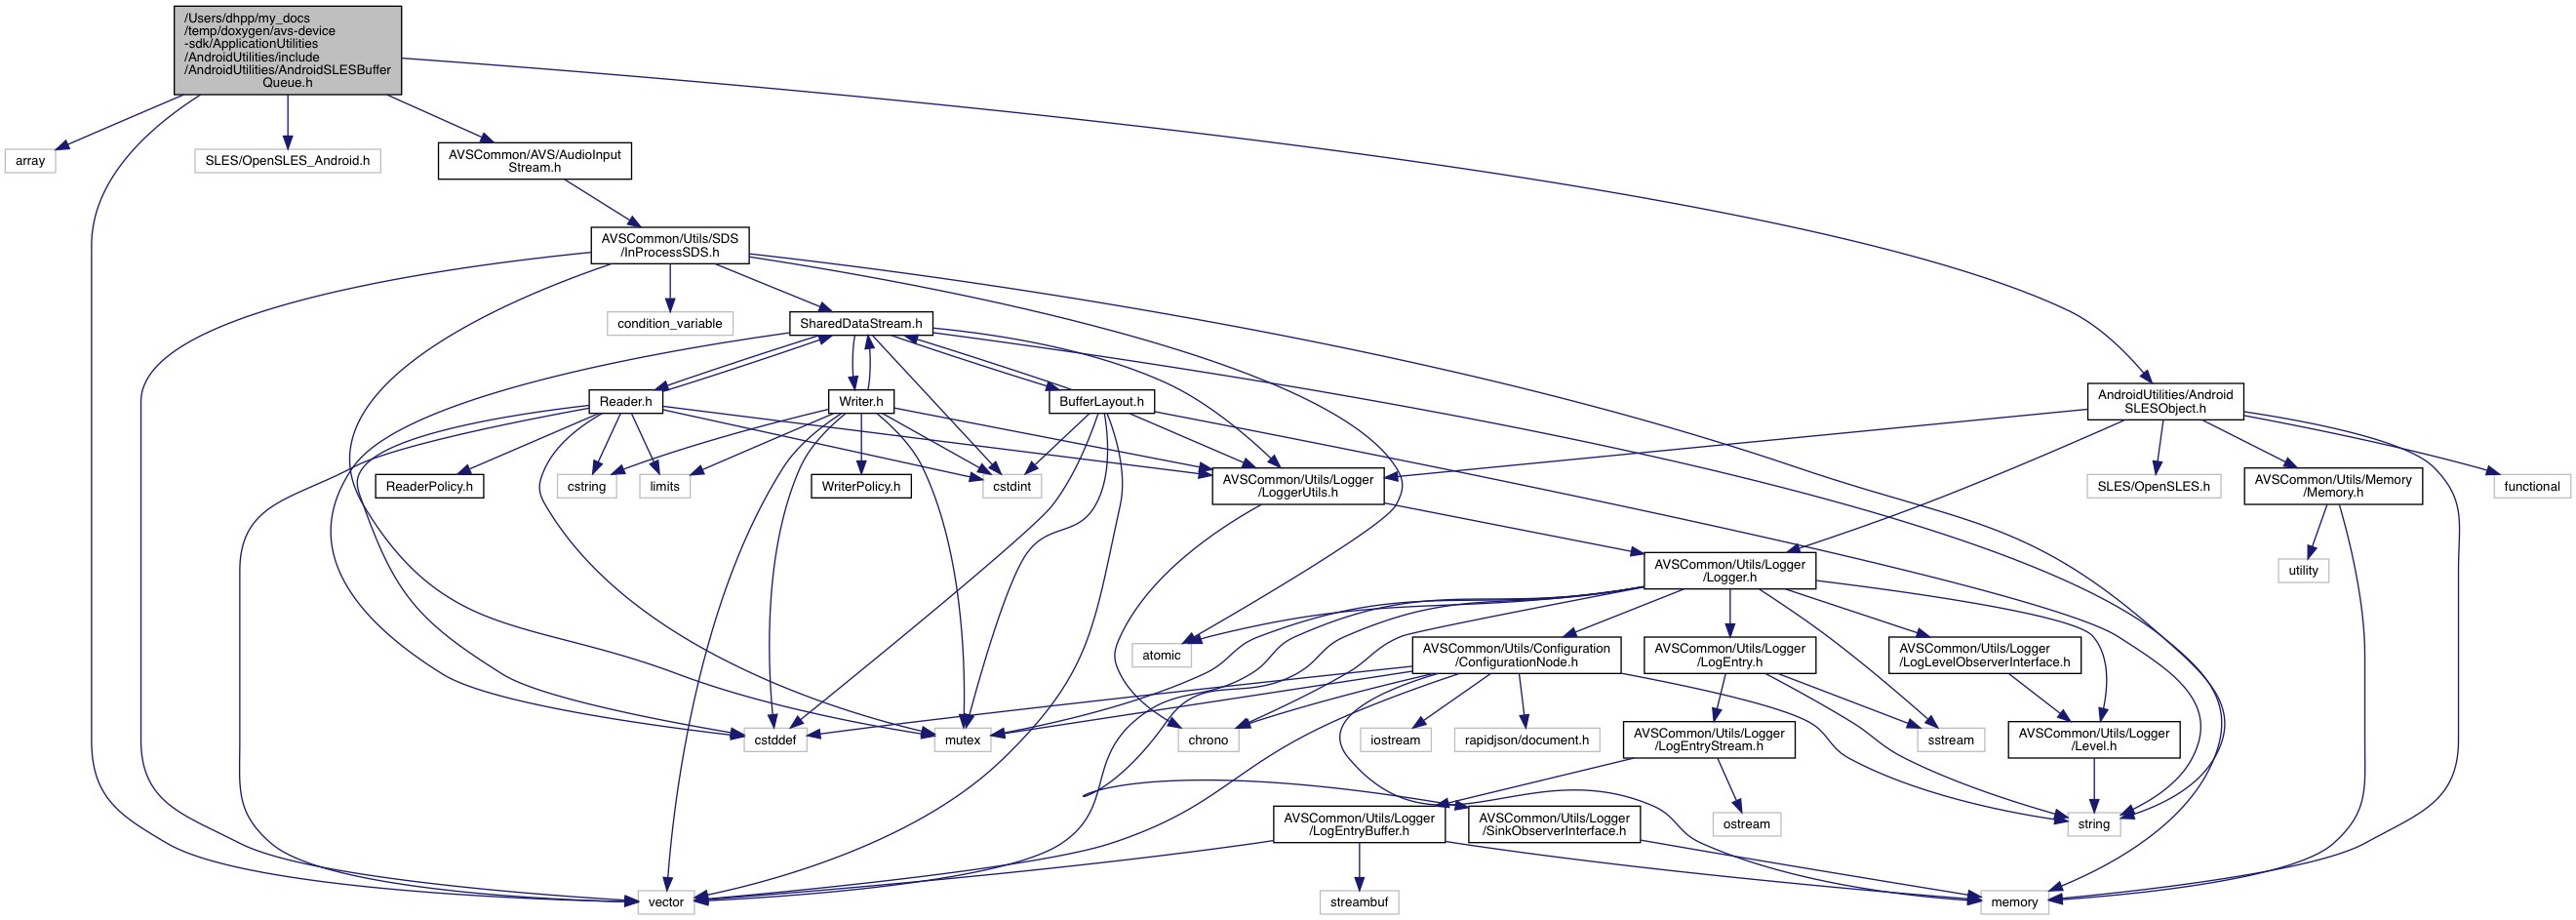 /Users/dhpp/my_docs
/temp/doxygen/avs-device
-sdk/ApplicationUtilities
/AndroidUtilities/include
/AndroidUtilities/AndroidSLESBuffer
Queue.h
array
SLES/OpenSLES_Android.h
AVSCommon/AVS/AudioInput
Stream.h
AVSCommon/Utils/SDS
/InProcessSDS.h
condition_variable
SharedDataStream.h
Reader.h
Writer.h
BufferLayout.h
AndroidUtilities/Android
SLESObject.h
ReaderPolicy.h
cstring
limits
WriterPolicy.h
cstdint
AVSCommon/Utils/Logger
/LoggerUtils.h
SLES/OpenSLES.h
AVSCommon/Utils/Memory
/Memory.h
functional
AVSCommon/Utils/Logger
/Logger.h
utility
atomic
AVSCommon/Utils/Configuration
/ConfigurationNode.h
AVSCommon/Utils/Logger
/LogEntry.h
AVSCommon/Utils/Logger
/LogLevelObserverInterface.h
cstddef
mutex
chrono
iostream
rapidjson/document.h
AVSCommon/Utils/Logger
/LogEntryStream.h
sstream
AVSCommon/Utils/Logger
/Level.h
AVSCommon/Utils/Logger
/LogEntryBuffer.h
AVSCommon/Utils/Logger
/SinkObserverInterface.h
ostream
string
vector
streambuf
memory